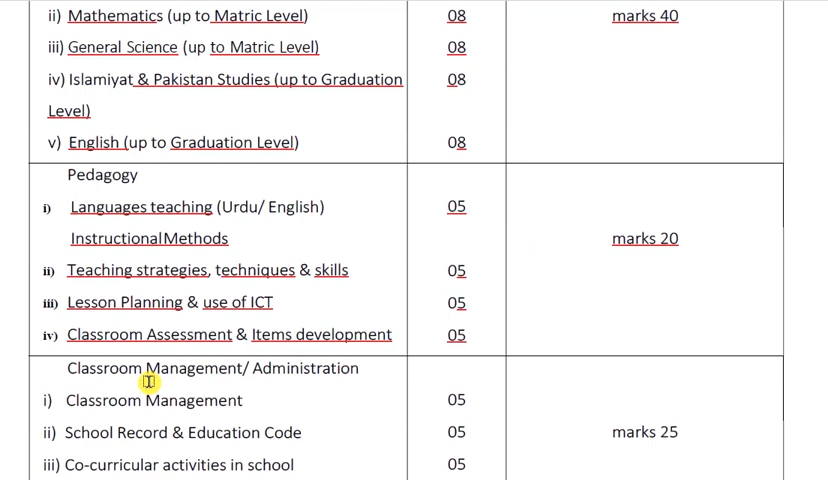 ii) Mathematics (up to Matric Level) 08 marks 40
iii) General Science (up to Matric Level) 08
iv) Islamiyat & Pakistan Studies (up to Graduation 08
Level)
v) English (up to Graduation Level) 08
Pedagogy
i) Languages teaching (Urdu/ English) 05
Instructional Methods marks 20
ii) Teaching strategies, techniques & skills 05
iii) Lesson Planning & use of ICT 05
iv) Classroom Assessment & Items development 05
Classroom Management/ Administration
i) Classroom Management 05
ii) School Record & Education Code 05 marks 25
iii) Co-curricular activities in school 05